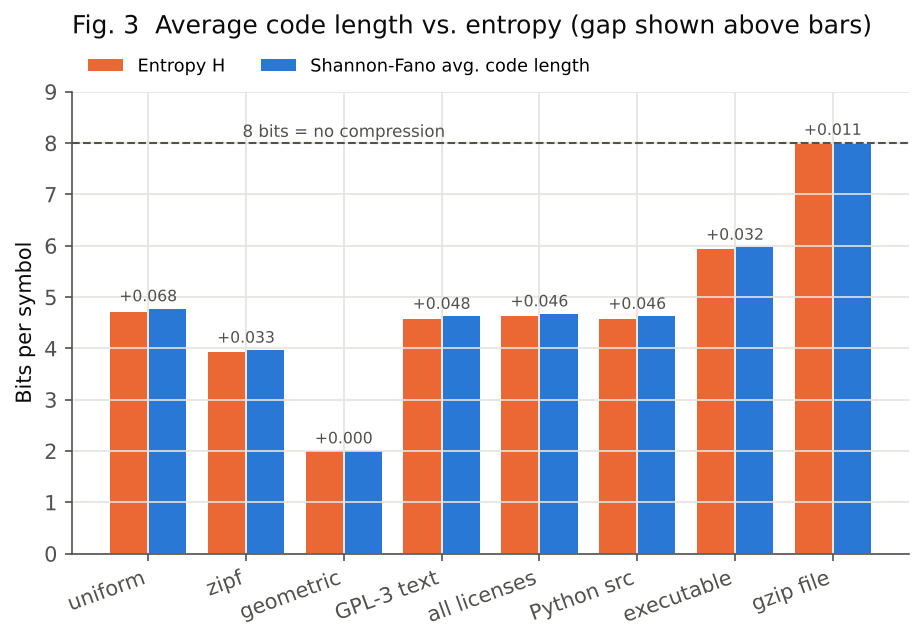 Fig. 3  Average code length vs. entropy (gap shown above bars)
Entropy H
Shannon-Fano avg. code length
Bits per symbol
9
8
7
6
5
4
3
2
1
0
8 bits = no compression
+0.068
+0.033
+0.000
+0.048
+0.046
+0.046
+0.032
+0.011
uniform
zipf
geometric
GPL-3 text
all licenses
Python src
executable
gzip file